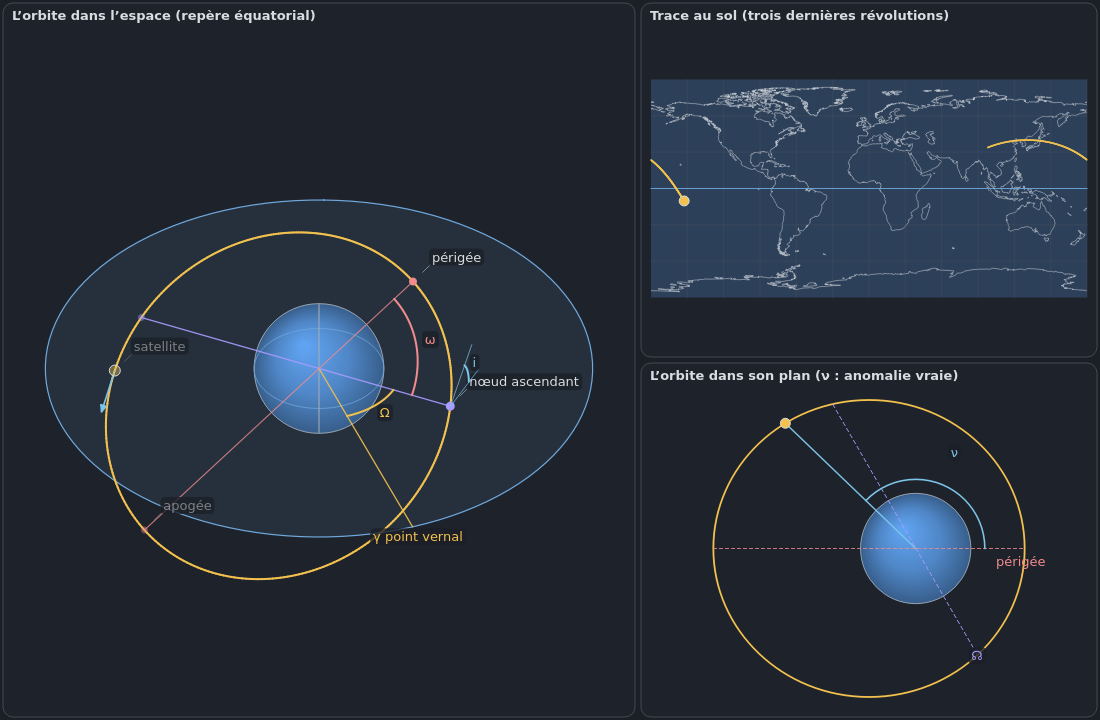 L’orbite dans l’espace (repère équatorial)
périgée
satellite
ω
i
nœud ascendant
Ω
apogée
γ point vernal
Trace au sol (trois dernières révolutions)
L’orbite dans son plan (ν : anomalie vraie)
ν
périgée
☊